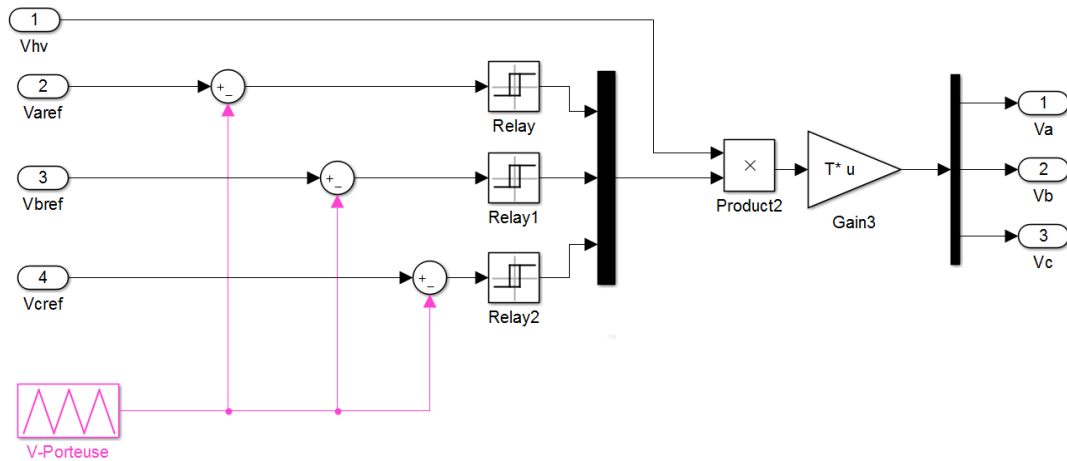 1
Vhv
2
Varef
+
−
Relay
1
Va
3
Vbref
+
−
Relay1
×
Product2
T* u
Gain3
2
Vb
3
Vc
4
Vcref
+
−
Relay2
V-Porteuse